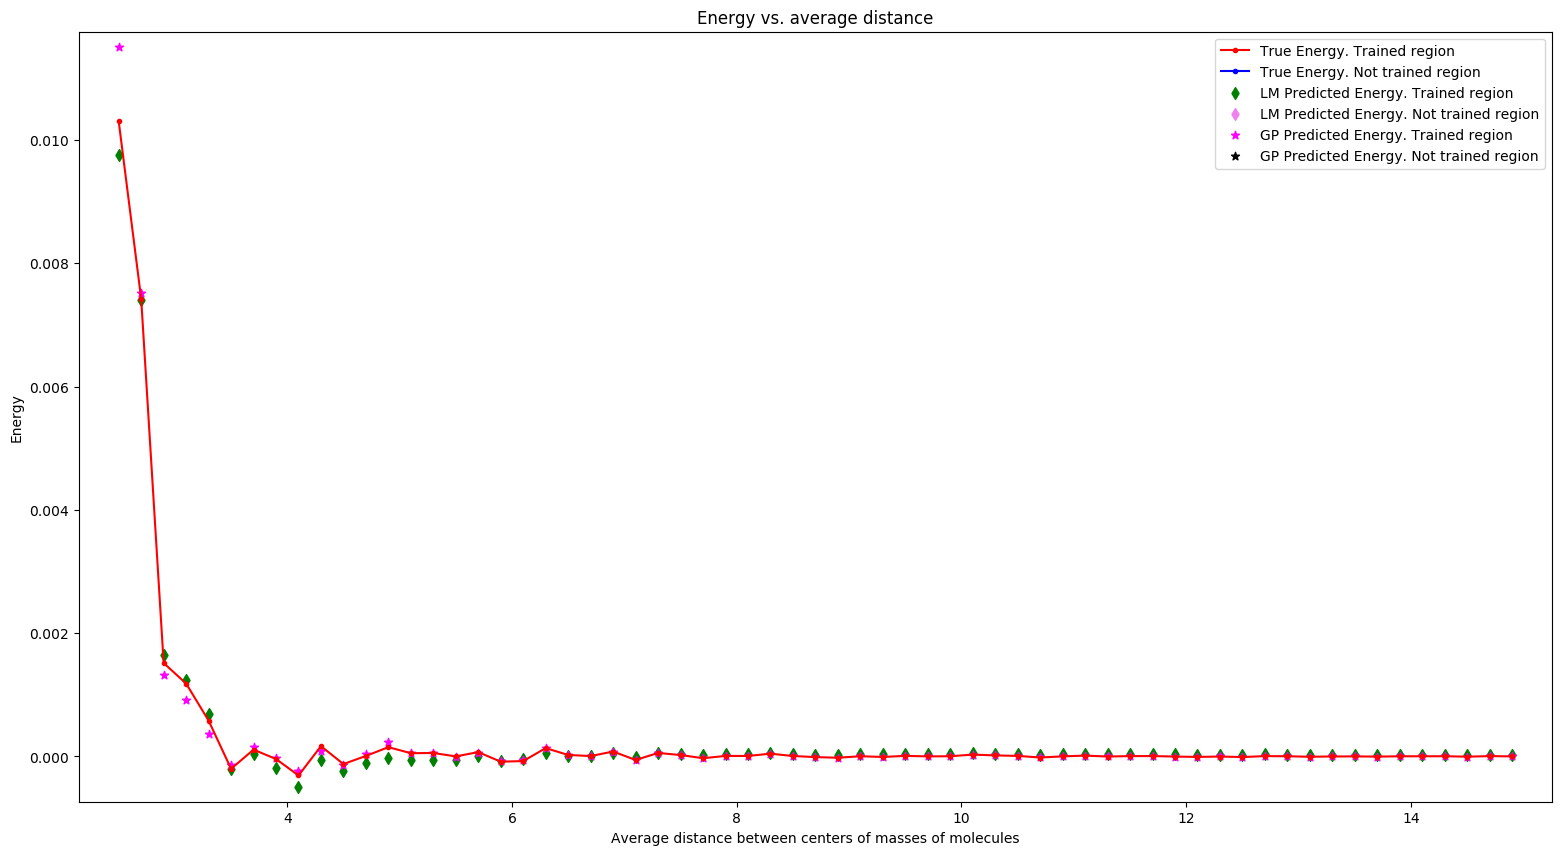 Energy vs. average distance
True Energy. Trained region
True Energy. Not trained region
LM Predicted Energy. Trained region
LM Predicted Energy. Not trained region
GP Predicted Energy. Trained region
GP Predicted Energy. Not trained region
Energy
0.010
0.008
0.006
0.004
0.002
0.000
4 6 8 10 12 14
Average distance between centers of masses of molecules